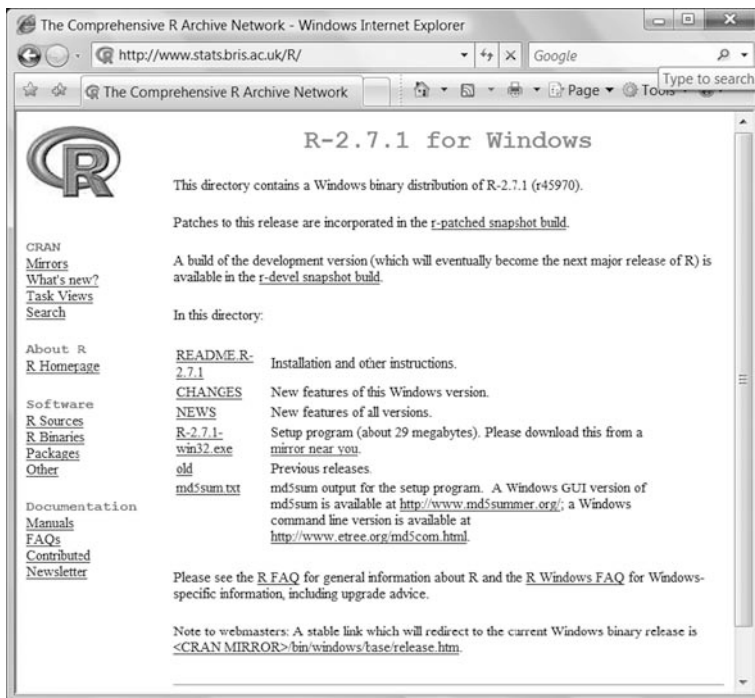 The Comprehensive R Archive Network - Windows Internet Explorer
http://www.stats.bris.ac.uk/R/
Google
Type to search
The Comprehensive R Archive Network
Page
Tools
R
CRAN
Mirrors
What's new?
Task Views
Search
About R
R Homepage
Software
R Sources
R Binaries
Packages
Other
Documentation
Manuals
FAQs
Contributed
Newsletter
R-2.7.1 for Windows
This directory contains a Windows binary distribution of R-2.7.1 (r45970).
Patches to this release are incorporated in the r-patched snapshot build.
A build of the development version (which will eventually become the next major release of R) is
available in the r-devel snapshot build.
In this directory:
README.R-
2.7.1
Installation and other instructions.
CHANGES
New features of this Windows version.
NEWS
New features of all versions.
R-2.7.1-
win32.exe
Setup program (about 29 megabytes). Please download this from a
mirror near you.
old
Previous releases.
md5sum.txt
md5sum output for the setup program. A Windows GUI version of
md5sum is available at http://www.md5summer.org/; a Windows
command line version is available at
http://www.etree.org/md5com.html.
Please see the R FAQ for general information about R and the R Windows FAQ for Windows-
specific information, including upgrade advice.
Note to webmasters: A stable link which will redirect to the current Windows binary release is
<CRAN MIRROR>/bin/windows/base/release.htm.